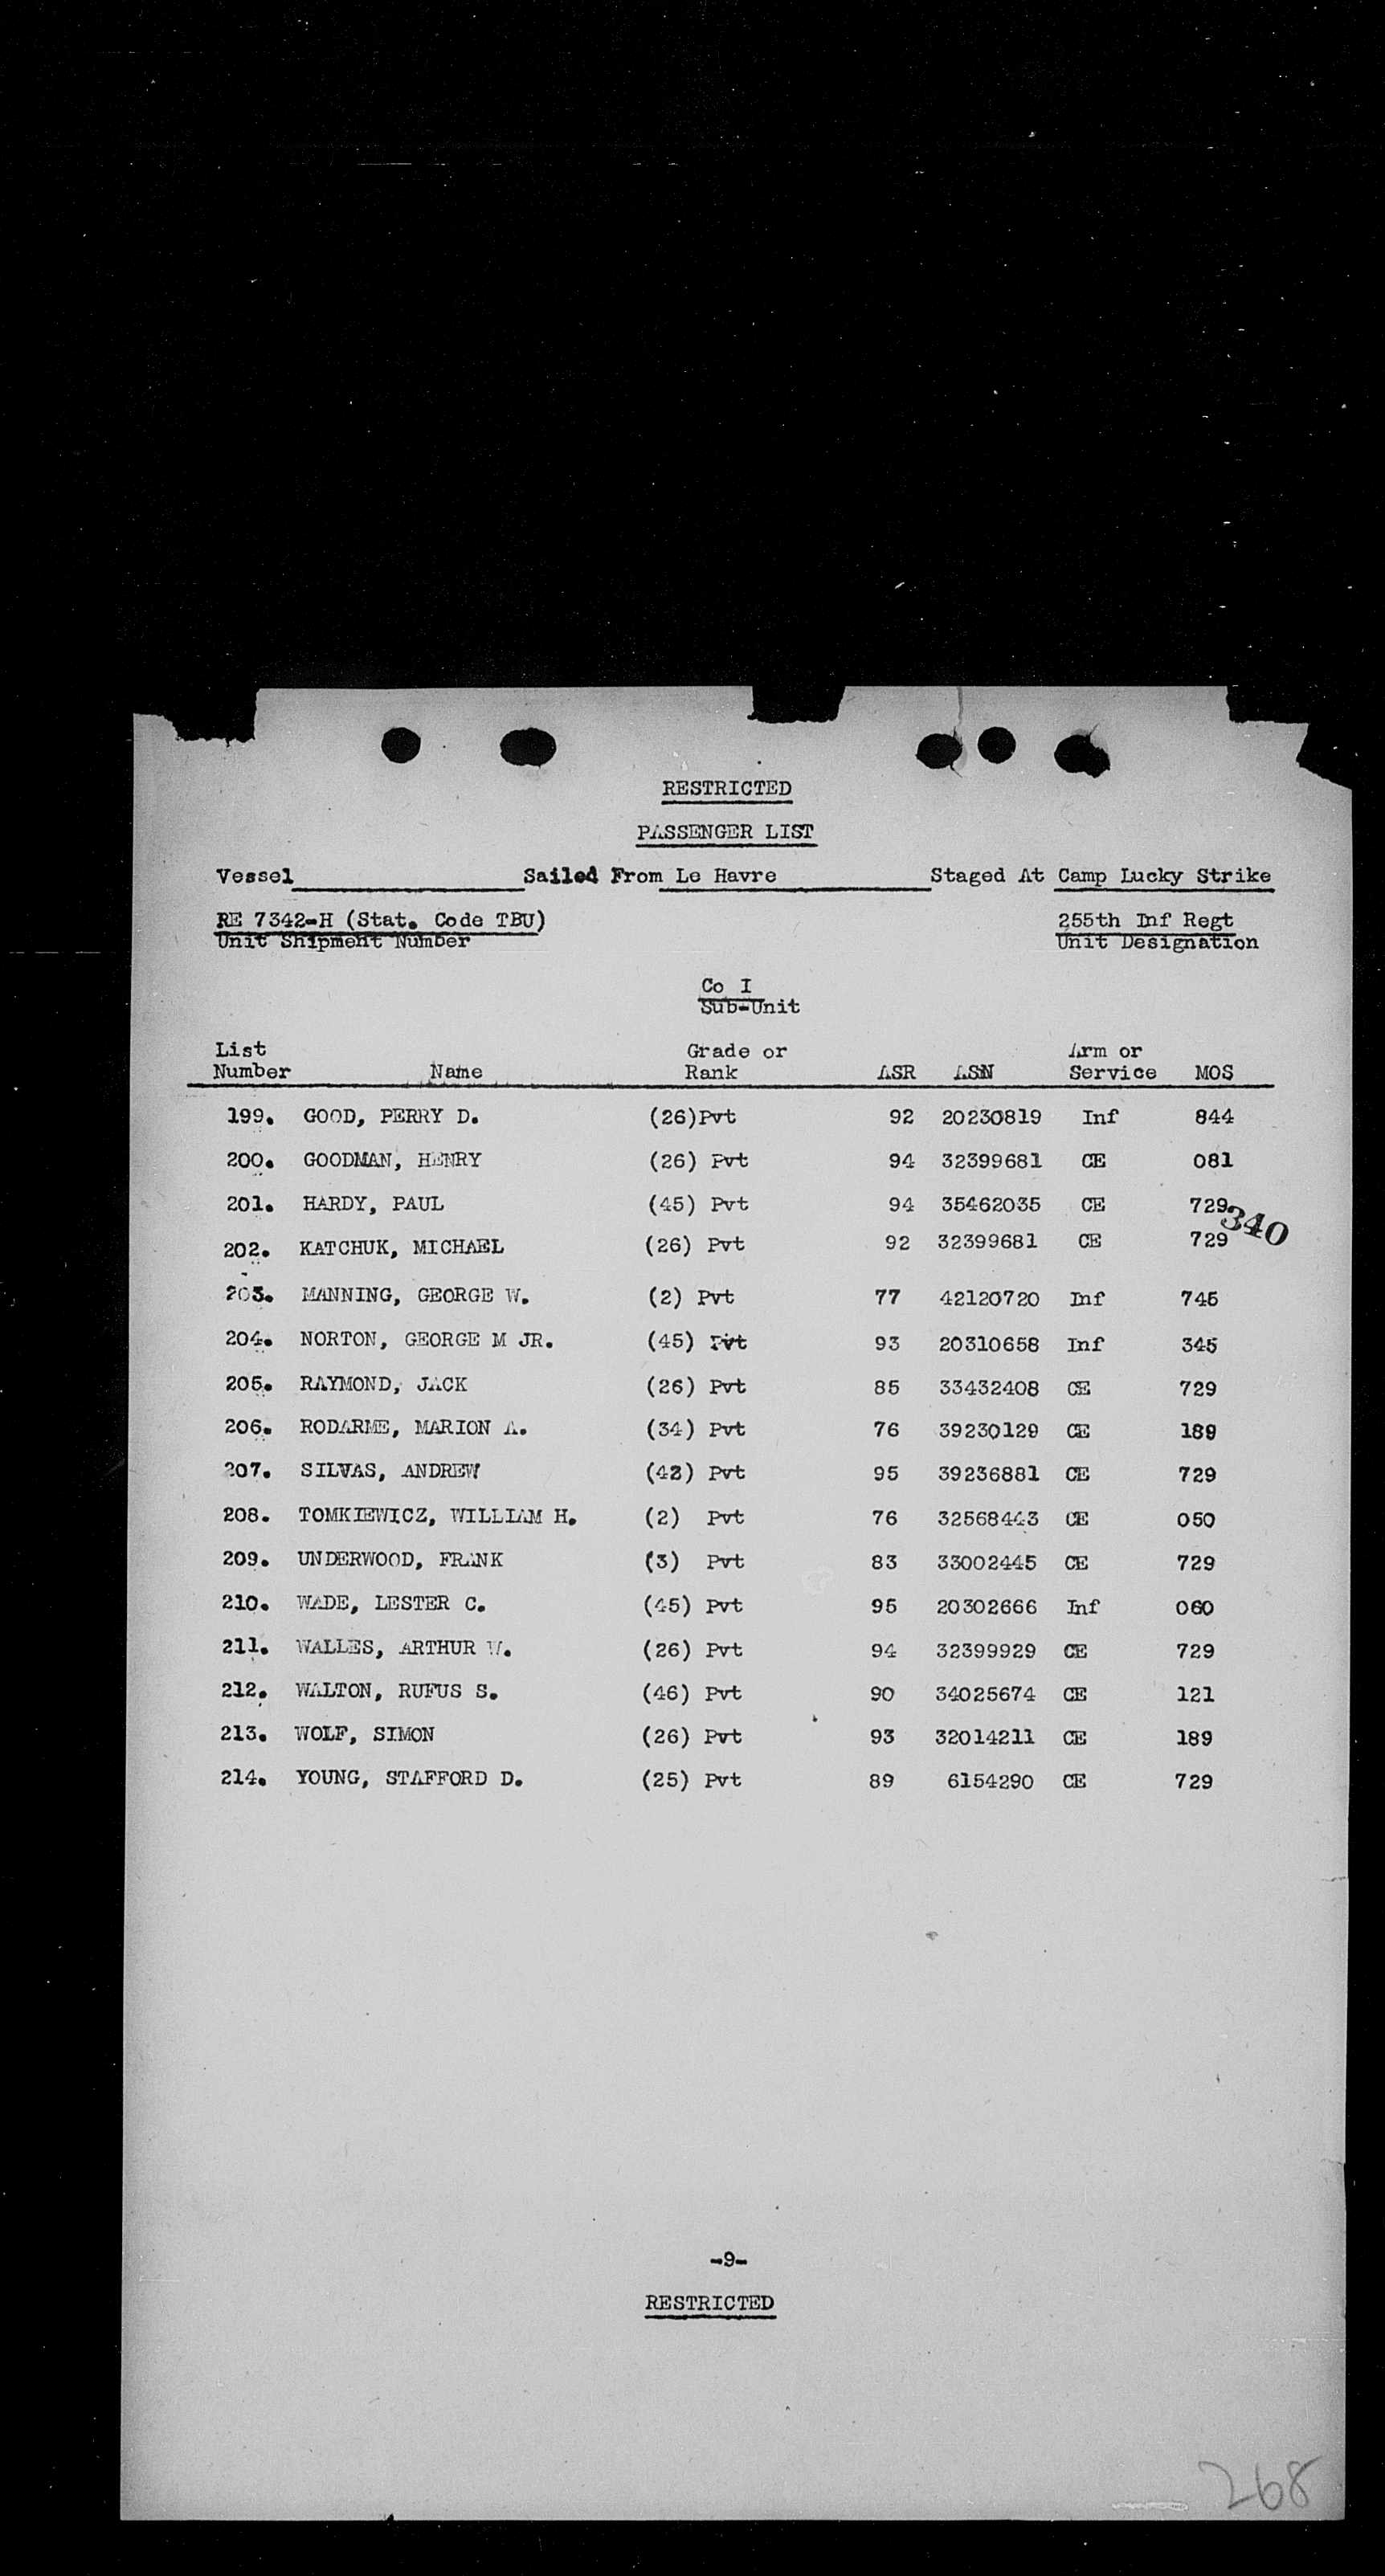 RESTRICTED
PASSENGER LIST
Vessel Sailed From Le Havre Staged At Camp Lucky Strike
RE 7342-H (Stat. Code TBU) 255th Inf Regt
Unit Shipment Number Unit Designation
Co I
Sub-Unit
List Grade or Arm or
Number Name Rank ASR ASN Service MOS
199. GOOD, PERRY D. (26)Pvt 92 20230819 Inf 844
200. GOODMAN, HENRY (26) Pvt 94 32399681 CE 081
201. HARDY, PAUL (45) Pvt 94 35462035 CE 729
340
202. KATCHUK, MICHAEL (26) Pvt 92 32399681 CE 729
203. MANNING, GEORGE W. (2) Pvt 77 42120720 Inf 745
204. NORTON, GEORGE M JR. (45) Pvt 93 20310658 Inf 345
205. RAYMOND, JACK (26) Pvt 85 33432408 CE 729
206. RODARME, MARION A. (34) Pvt 76 39230129 CE 189
207. SILVAS, ANDREW Pvt 95 39236881 CE 729
208. TOMKIEWICZ, WILLIAM H. (2) Pvt 76 32568443 CE 050
209. UNDERWOOD, FRANK (3) Pvt 83 33002445 CE 729
210. WADE, LESTER C. (45) Pvt 95 20302666 Inf 060
211. WALLES, ARTHUR W. (26) Pvt 94 32399929 CE 729
212. WALTON, RUFUS S. (46) Pvt 90 34025674 CE 121
213. WOLF, SIMON (26) Pvt 93 32014211 CE 189
214. YOUNG, STAFFORD D. (25) Pvt 89 6154290 CE 729
-9-
RESTRICTED
268